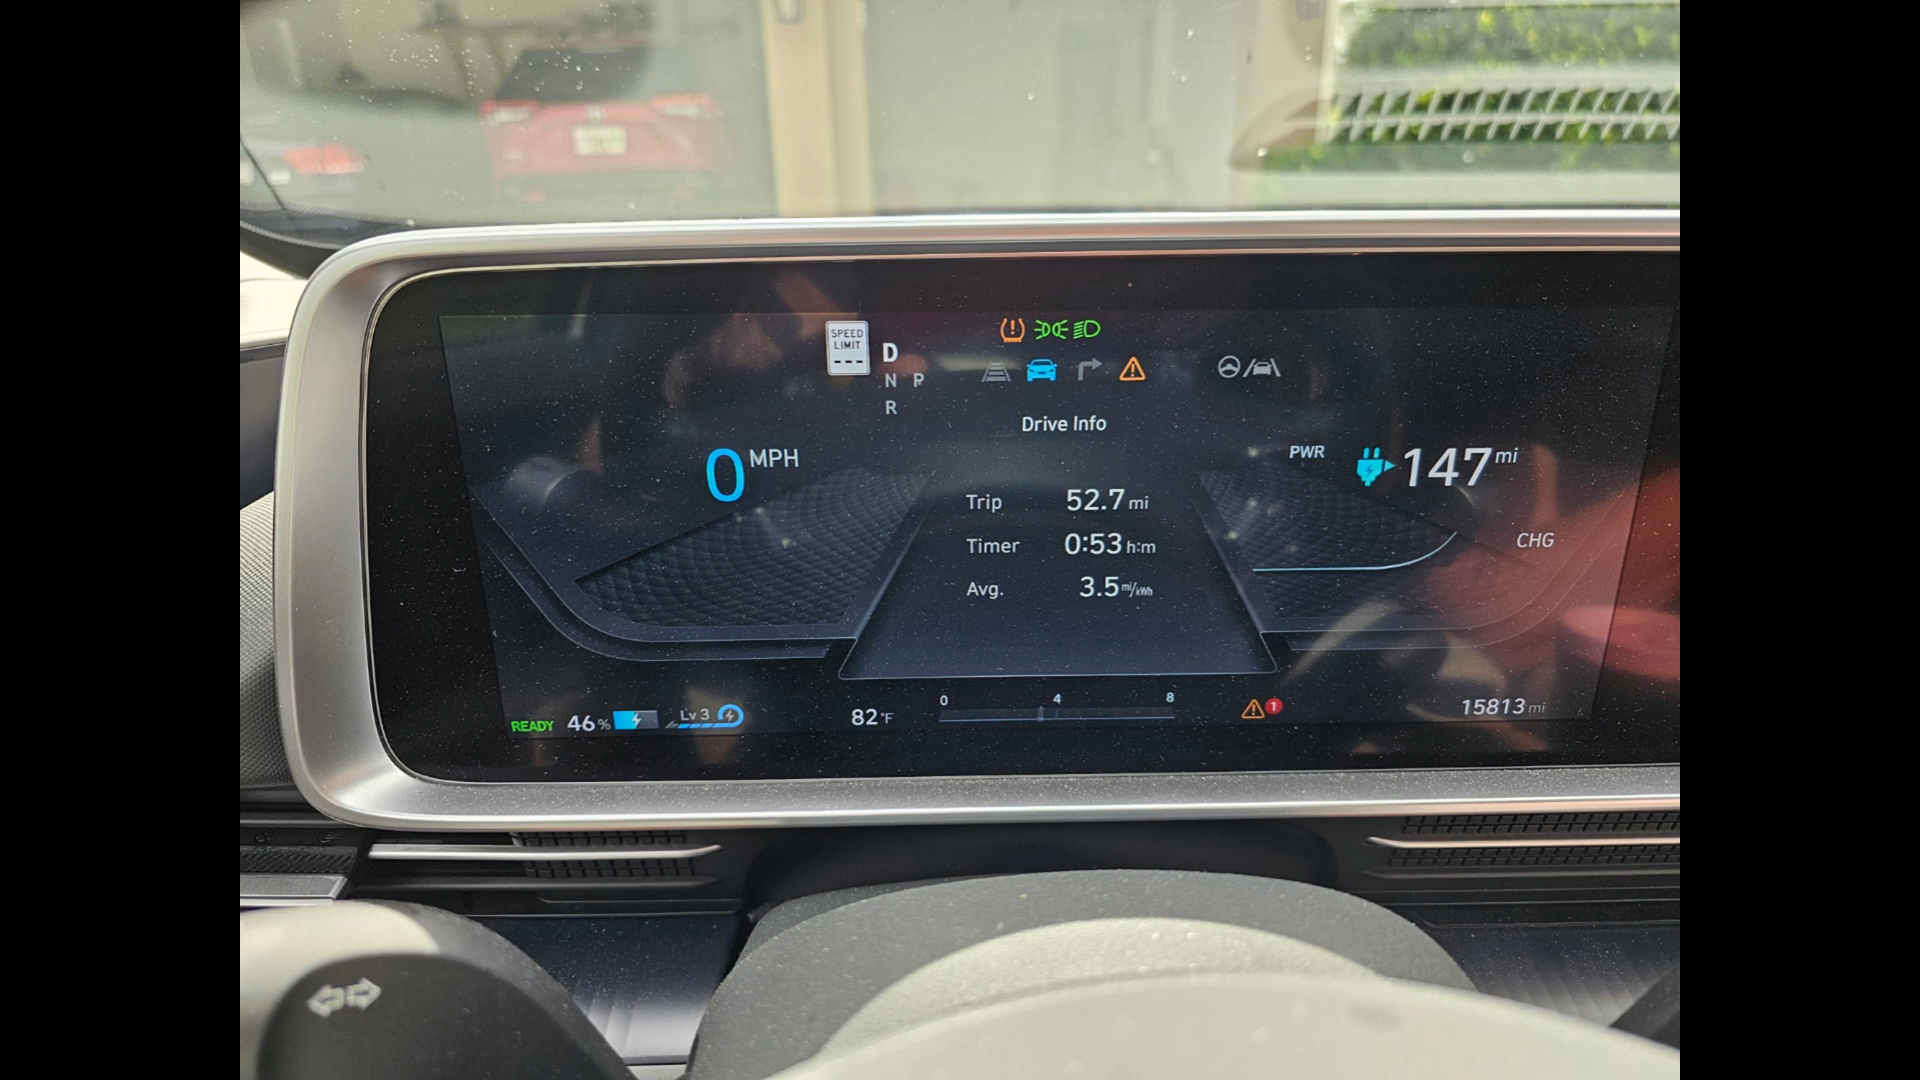 SPEED
LIMIT
---
D
N P
R
Drive Info
0 MPH
PWR
147 mi
Trip 52.7 mi
CHG
Timer 0:53 h:m
Avg. 3.5 mi/kWh
0 4 8
READY 46% Lv 3 82°F
1
15813 mi